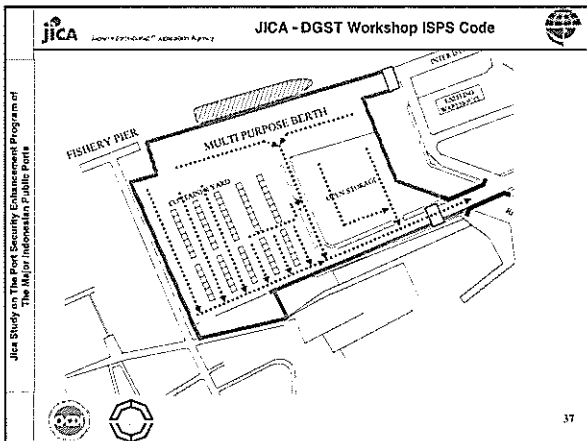 JICA
JICA - DGST Workshop ISPS Code
Jica Study on The Port Security Enhancement Program of
The Major Indonesian Public Ports
FISHERY PIER
MULTI PURPOSE BERTH
CONTAINER YARD
OPEN STORAGE
37